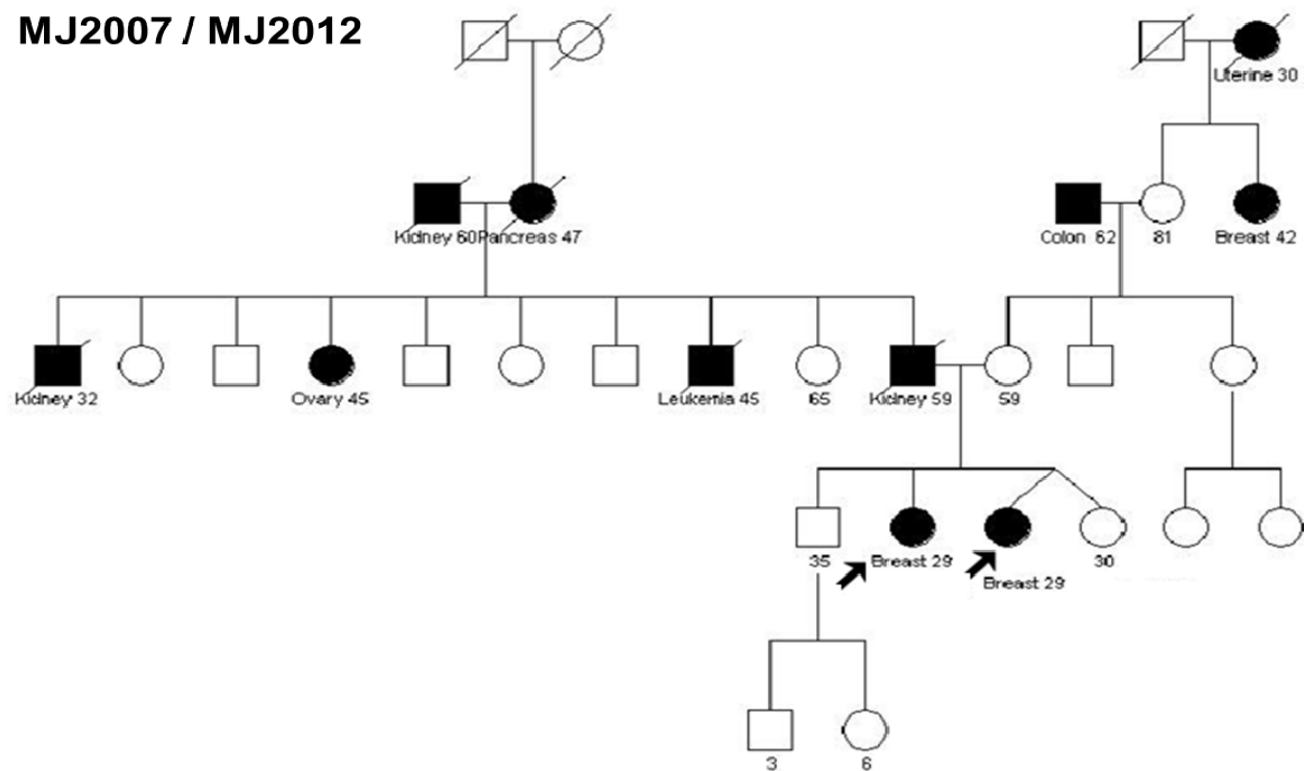 MJ2007 / MJ2012
Uterine 30
Kidney 60 Pancreas 47
Colon 62
81
Breast 42
Kidney 32
Ovary 45
Leukemia 45
65
Kidney 59
59
35
Breast 29
Breast 29
30
3
6